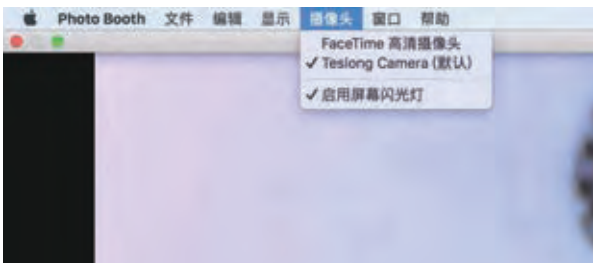 Photo Booth 文件 编辑 显示 摄像头 窗口 帮助
FaceTime 高清摄像头
✓ Teslong Camera (默认)
✓ 启用屏幕闪光灯